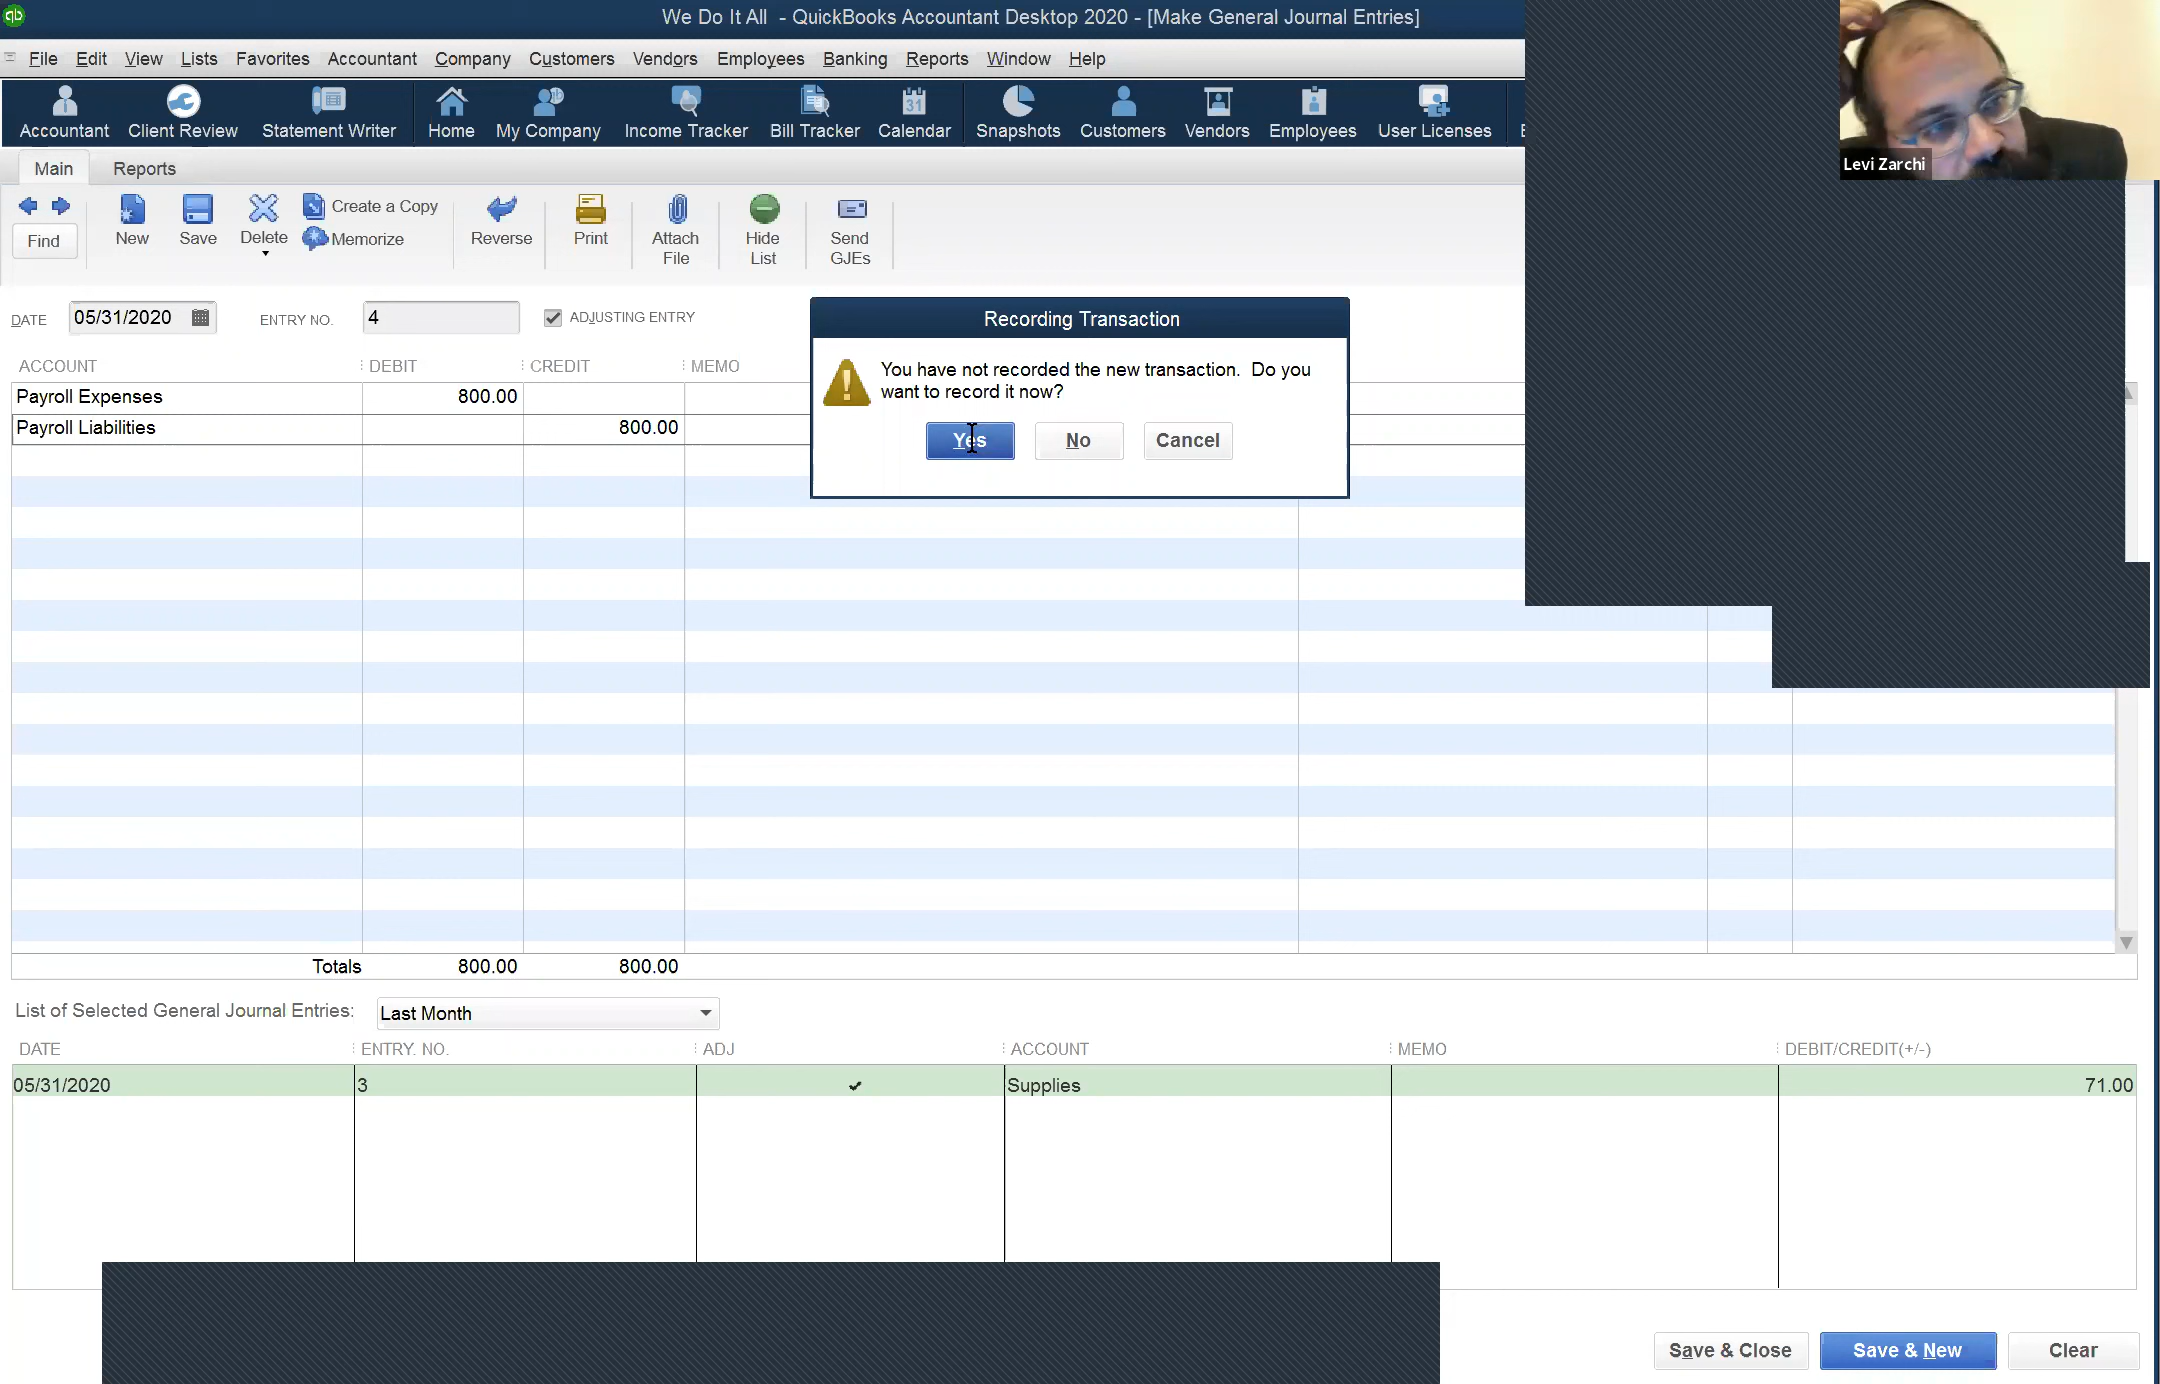 We Do It All - QuickBooks Accountant Desktop 2020 - [Make General Journal Entries]
File Edit View Lists Favorites Accountant Company Customers Vendors Employees Banking Reports Window Help
Accountant Client Review Statement Writer Home My Company Income Tracker Bill Tracker Calendar Snapshots Customers Vendors Employees User Licenses
Levi Zarchi
Main Reports
Find New Save Delete Create a Copy Memorize Reverse Print Attach File Hide List Send GJEs
DATE 05/31/2020 ENTRY NO. 4 ADJUSTING ENTRY
Recording Transaction
You have not recorded the new transaction. Do you
want to record it now?
Yes No Cancel
ACCOUNT DEBIT CREDIT MEMO
Payroll Expenses 800.00
Payroll Liabilities 800.00
Totals 800.00 800.00
List of Selected General Journal Entries: Last Month
DATE ENTRY. NO. ADJ ACCOUNT MEMO DEBIT/CREDIT(+/-)
05/31/2020 3 Supplies 71.00
Save & Close Save & New Clear